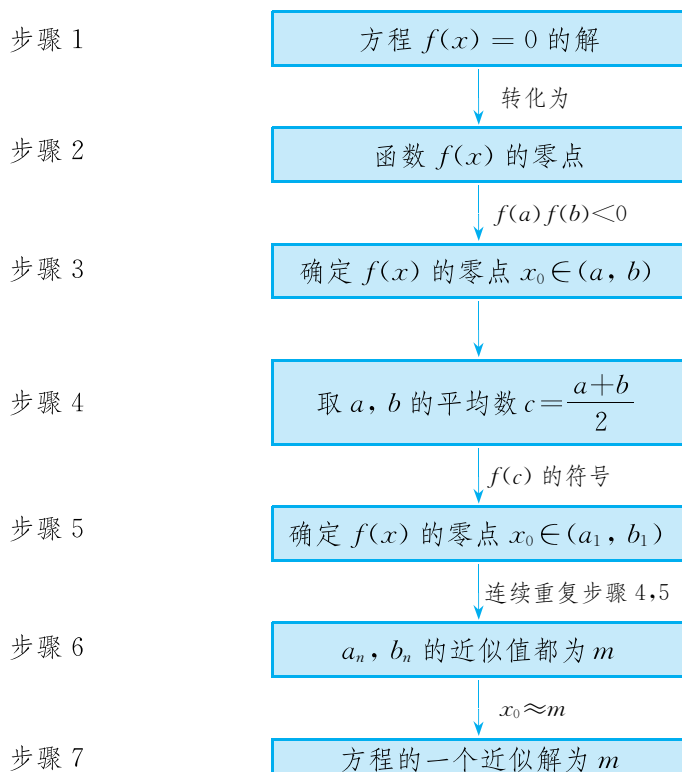 步骤 1
方程 f(x) = 0 的解
转化为
步骤 2
函数 f(x) 的零点
f(a)f(b)<0
步骤 3
确定 f(x) 的零点 x₀∈(a, b)
步骤 4
取 a, b 的平均数 c=\frac{a+b}{2}
f(c) 的符号
步骤 5
确定 f(x) 的零点 x₀∈(a₁, b₁)
连续重复步骤 4,5
步骤 6
aₙ, bₙ 的近似值都为 m
x₀≈m
步骤 7
方程的一个近似解为 m